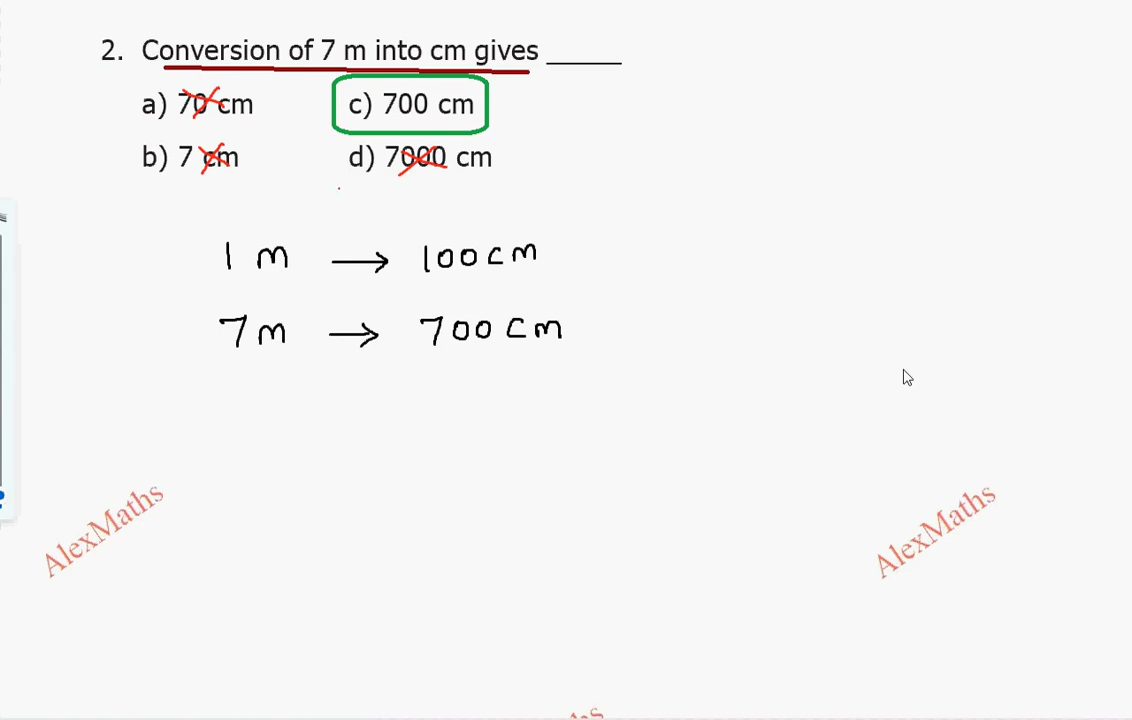 2. Conversion of 7 m into cm gives _____
a) 70 cm c) 700 cm
b) 7 cm d) 7000 cm
1 m → 100 cm
7 m → 700 cm
AlexMaths AlexMaths